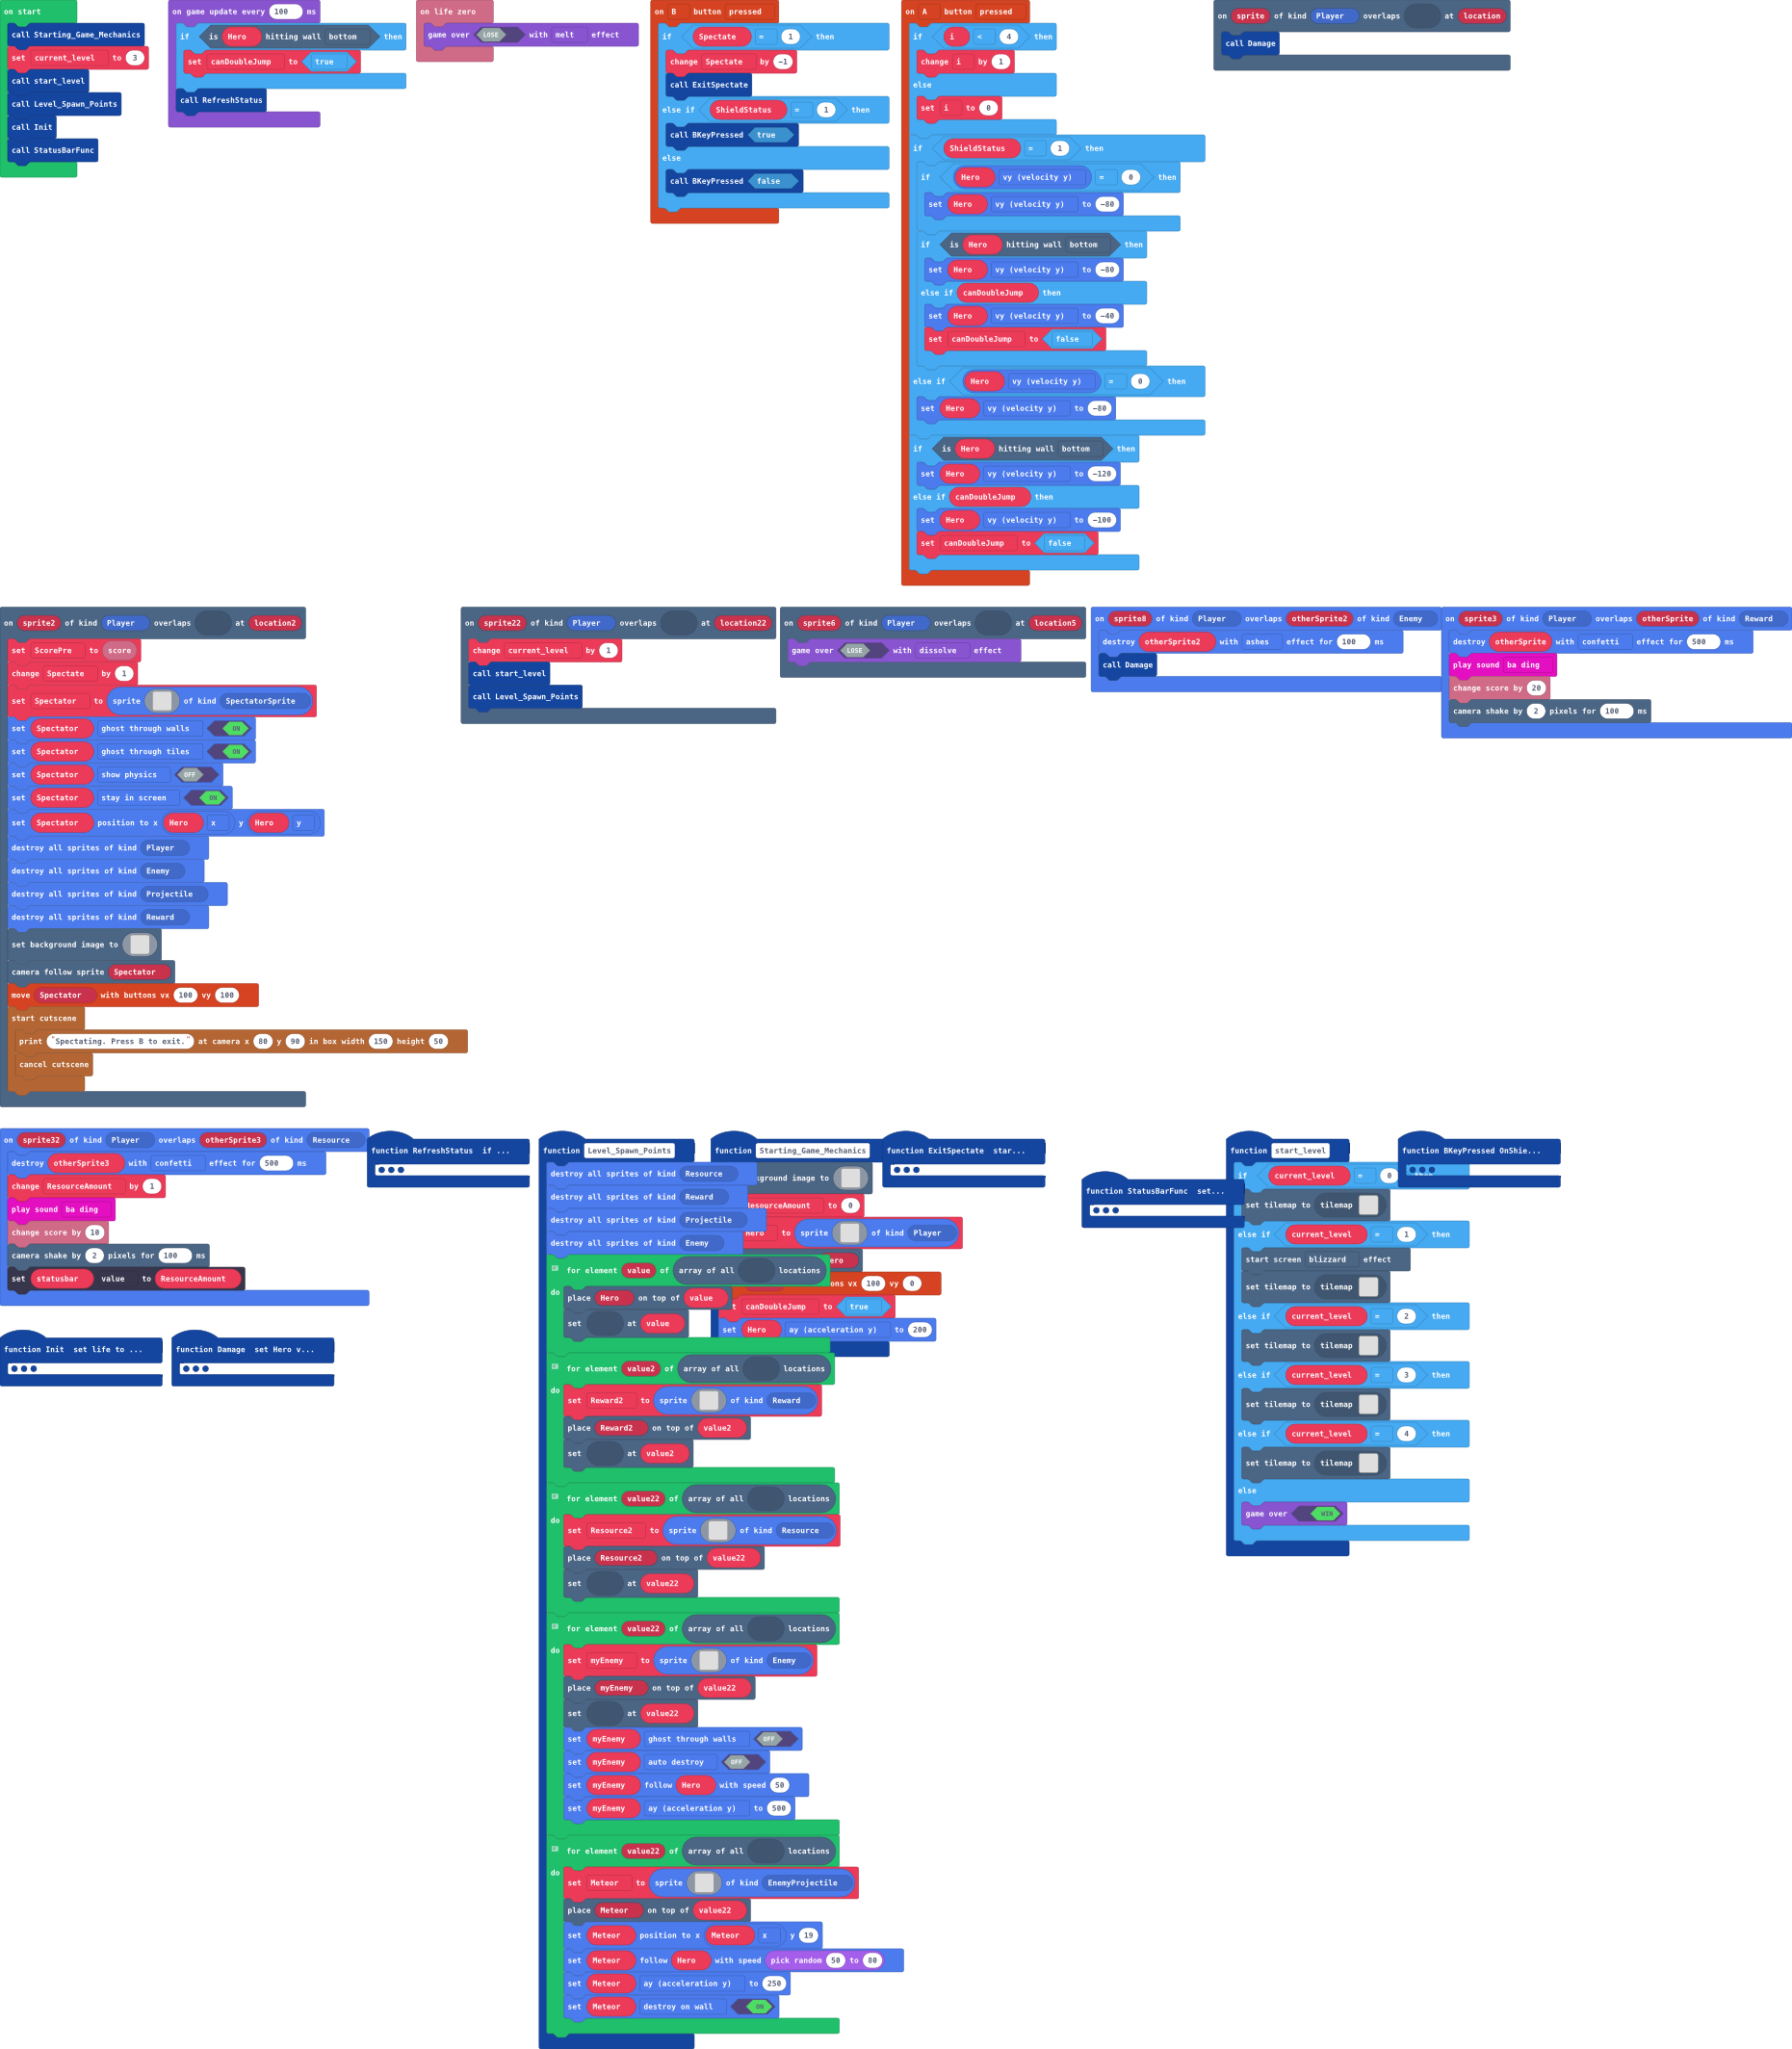 on start
call Starting_Game_Mechanics
set current_level to 3
call start_level
call Level_Spawn_Points
call Init
call StatusBarFunc
on game update every 100 ms
if is Hero hitting wall bottom then
set canDoubleJump to true
call RefreshStatus
on life zero
game over LOSE with melt effect
on B button pressed
if Spectate = 1 then
change Spectate by -1
call ExitSpectate
else if ShieldStatus = 1 then
call BKeyPressed true
else
call BKeyPressed false
on A button pressed
if i < 4 then
change i by 1
else
set i to 0
if ShieldStatus = 1 then
if Hero vy (velocity y) = 0 then
set Hero vy (velocity y) to -80
if is Hero hitting wall bottom then
set Hero vy (velocity y) to -80
else if canDoubleJump then
set Hero vy (velocity y) to -40
set canDoubleJump to false
else if Hero vy (velocity y) = 0 then
set Hero vy (velocity y) to -80
if is Hero hitting wall bottom then
set Hero vy (velocity y) to -120
else if canDoubleJump then
set Hero vy (velocity y) to -100
set canDoubleJump to false
on sprite of kind Player overlaps at location
call Damage
on sprite2 of kind Player overlaps at location2
set ScorePre to score
change Spectate by 1
set Spectator to sprite of kind SpectatorSprite
set Spectator ghost through walls ON
set Spectator ghost through tiles ON
set Spectator show physics OFF
set Spectator stay in screen ON
set Spectator position to x Hero x y Hero y
destroy all sprites of kind Player
destroy all sprites of kind Enemy
destroy all sprites of kind Projectile
destroy all sprites of kind Reward
set background image to
camera follow sprite Spectator
move Spectator with buttons vx 100 vy 100
start cutscene
print "Spectating. Press B to exit." at camera x 80 y 90 in box width 150 height 50
cancel cutscene
on sprite22 of kind Player overlaps at location22
change current_level by 1
call start_level
call Level_Spawn_Points
on sprite6 of kind Player overlaps at location5
game over LOSE with dissolve effect
on sprite8 of kind Player overlaps otherSprite2 of kind Enemy
destroy otherSprite2 with ashes effect for 100 ms
call Damage
on sprite3 of kind Player overlaps otherSprite of kind Reward
destroy otherSprite with confetti effect for 500 ms
play sound ba ding
change score by 20
camera shake by 2 pixels for 100 ms
on sprite32 of kind Player overlaps otherSprite3 of kind Resource
destroy otherSprite3 with confetti effect for 500 ms
change ResourceAmount by 1
play sound ba ding
change score by 10
camera shake by 2 pixels for 100 ms
set statusbar value to ResourceAmount
function RefreshStatus if ...
function Level_Spawn_Points
destroy all sprites of kind Resource
destroy all sprites of kind Reward
destroy all sprites of kind Projectile
destroy all sprites of kind Enemy
for element value of array of all locations
do
place Hero on top of value
set at value
for element value2 of array of all locations
do
set Reward2 to sprite of kind Reward
place Reward2 on top of value2
set at value2
for element value22 of array of all locations
do
set Resource2 to sprite of kind Resource
place Resource2 on top of value22
set at value22
for element value22 of array of all locations
do
set myEnemy to sprite of kind Enemy
place myEnemy on top of value22
set at value22
set myEnemy ghost through walls OFF
set myEnemy auto destroy OFF
set myEnemy follow Hero with speed 50
set myEnemy ay (acceleration y) to 500
for element value22 of array of all locations
do
set Meteor to sprite of kind EnemyProjectile
place Meteor on top of value22
set Meteor position to x Meteor x y 19
set Meteor follow Hero with speed pick random 50 to 80
set Meteor ay (acceleration y) to 250
set Meteor destroy on wall ON
function Starting_Game_Mechanics
kground image to
esourceAmount to 0
Hero to sprite of kind Player
ero
ons vx 100 vy 0
t canDoubleJump to true
set Hero ay (acceleration y) to 200
function ExitSpectate star...
function StatusBarFunc set...
function start_level
if current_level = 0
set tilemap to tilemap
else if current_level = 1 then
start screen blizzard effect
set tilemap to tilemap
else if current_level = 2 then
set tilemap to tilemap
else if current_level = 3 then
set tilemap to tilemap
else if current_level = 4 then
set tilemap to tilemap
else
game over WIN
function BKeyPressed OnShie...
function Init set life to ...
function Damage set Hero v...